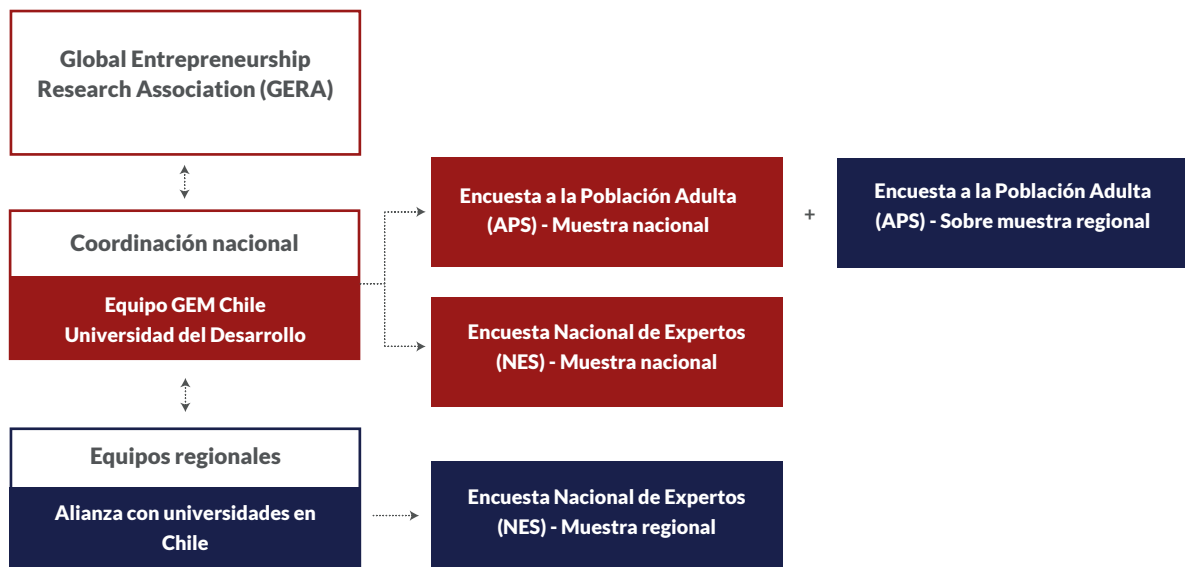 Global Entrepreneurship
Research Association (GERA)
Coordinación nacional
Equipo GEM Chile
Universidad del Desarrollo
Encuesta a la Población Adulta
(APS) - Muestra nacional
+
Encuesta a la Población Adulta
(APS) - Sobre muestra regional
Encuesta Nacional de Expertos
(NES) - Muestra nacional
Equipos regionales
Alianza con universidades en
Chile
Encuesta Nacional de Expertos
(NES) - Muestra regional